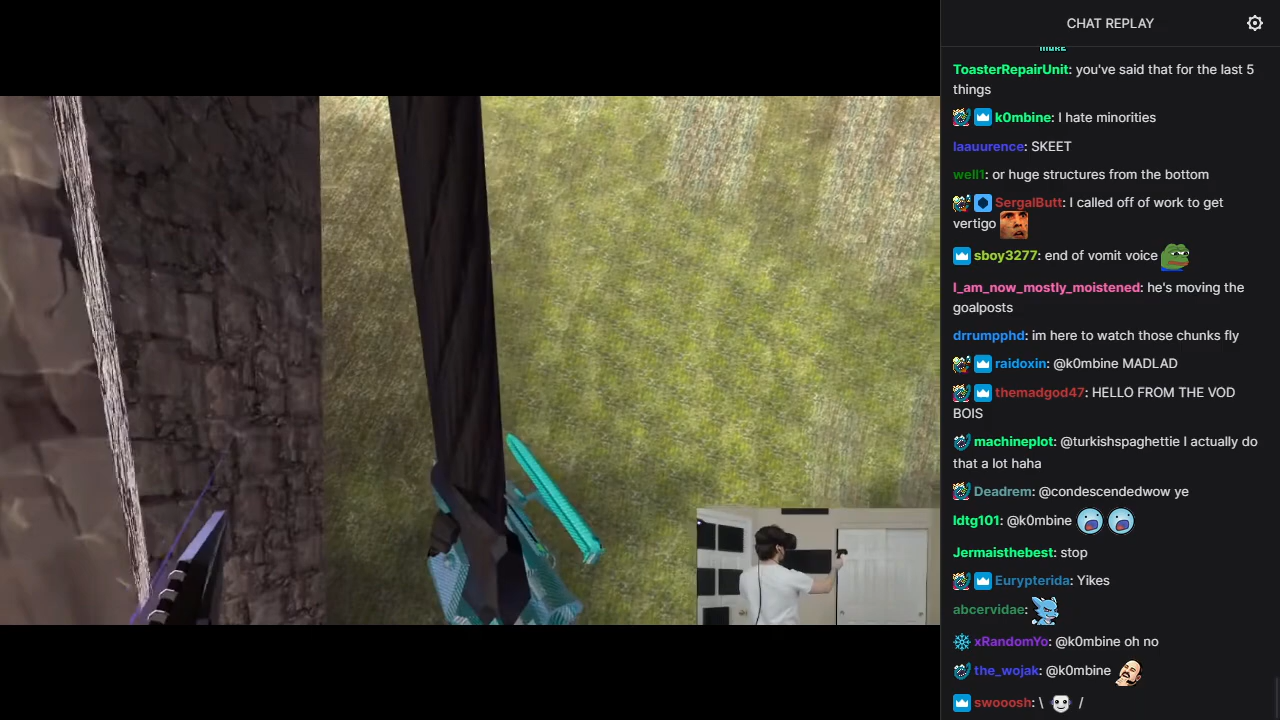 CHAT REPLAY
more
ToasterRepairUnit: you've said that for the last 5
things
k0mbine: I hate minorities
laauurence: SKEET
well1: or huge structures from the bottom
SergalButt: I called off of work to get
vertigo
sboy3277: end of vomit voice
I_am_now_mostly_moistened: he's moving the
goalposts
drrumpphd: im here to watch those chunks fly
raidoxin: @k0mbine MADLAD
themadgod47: HELLO FROM THE VOD
BOIS
machineplot: @turkishspaghettie I actually do
that a lot haha
Deadrem: @condescendedwow ye
ldtg101: @k0mbine
Jermaisthebest: stop
Eurypterida: Yikes
abcervidae:
xRandomYo: @k0mbine oh no
the_wojak: @k0mbine
swooosh: \ /